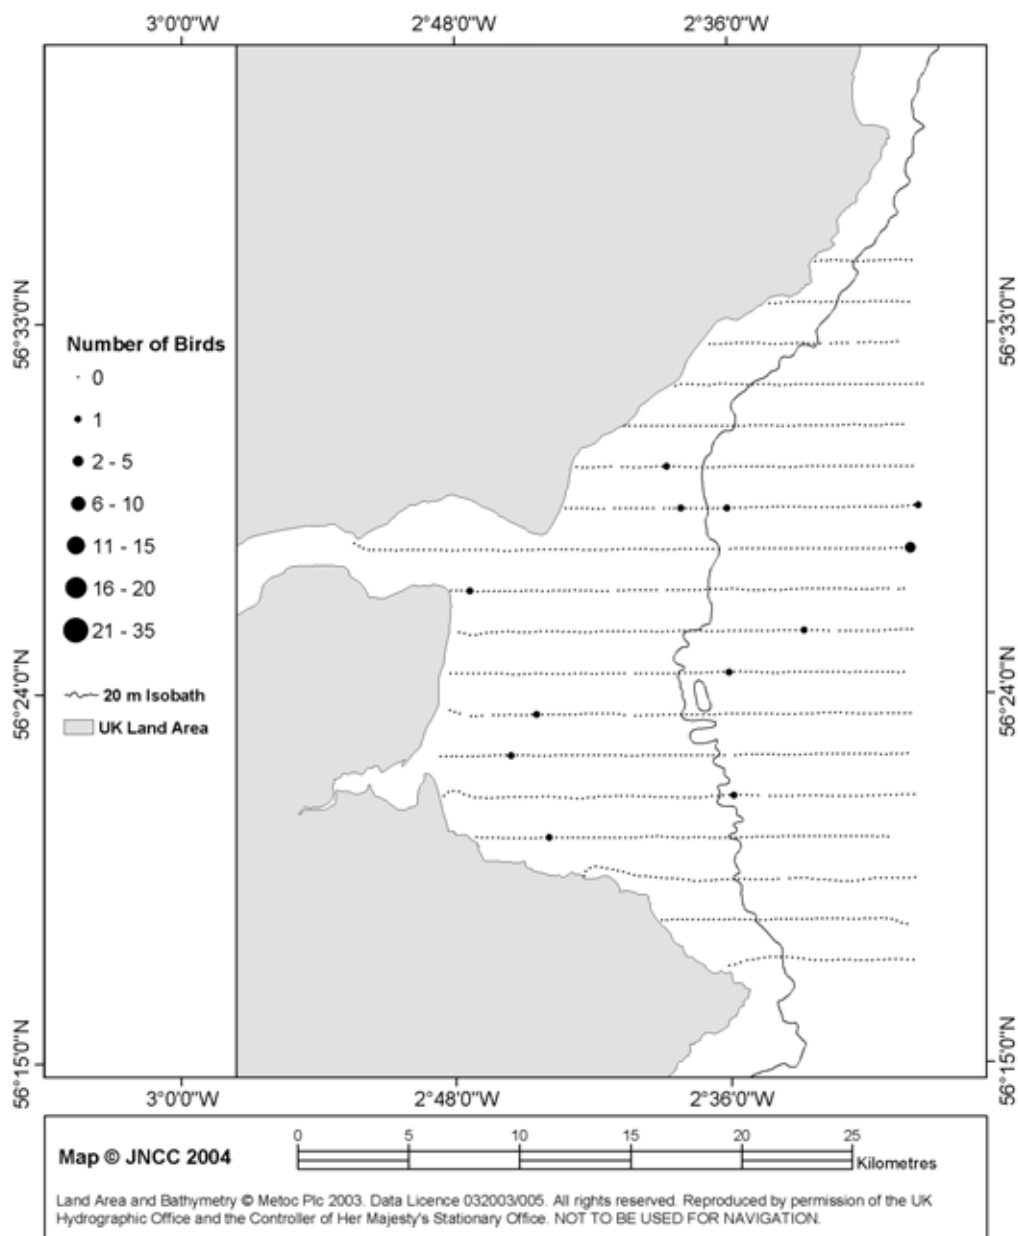 3°0'0"W 2°48'0"W 2°36'0"W
56°33'0"N
56°33'0"N
Number of Birds
0
1
2 - 5
6 - 10
11 - 15
16 - 20
21 - 35
20 m Isobath
UK Land Area
56°24'0"N
56°24'0"N
56°15'0"N
56°15'0"N
3°0'0"W 2°48'0"W 2°36'0"W
Map © JNCC 2004
0 5 10 15 20 25
Kilometres
Land Area and Bathymetry © Metoc Plc 2003. Data Licence 032003/005. All rights reserved. Reproduced by permission of the UK
Hydrographic Office and the Controller of Her Majesty's Stationary Office. NOT TO BE USED FOR NAVIGATION.